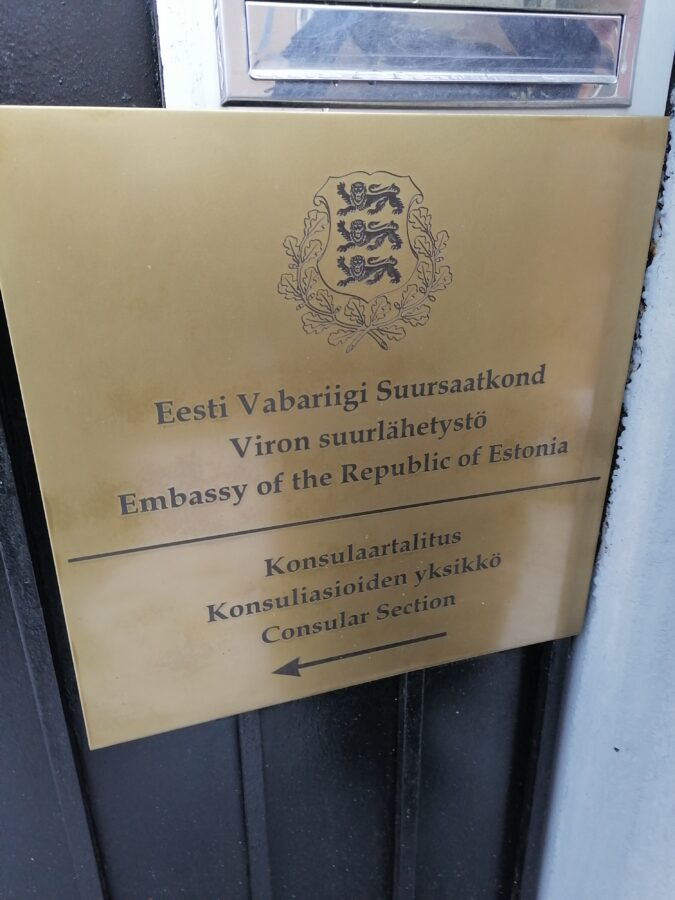 Eesti Vabariigi Suursaatkond
Viron suurlähetystö
Embassy of the Republic of Estonia
Konsulaartalitus
Konsuliasioiden yksikkö
Consular Section